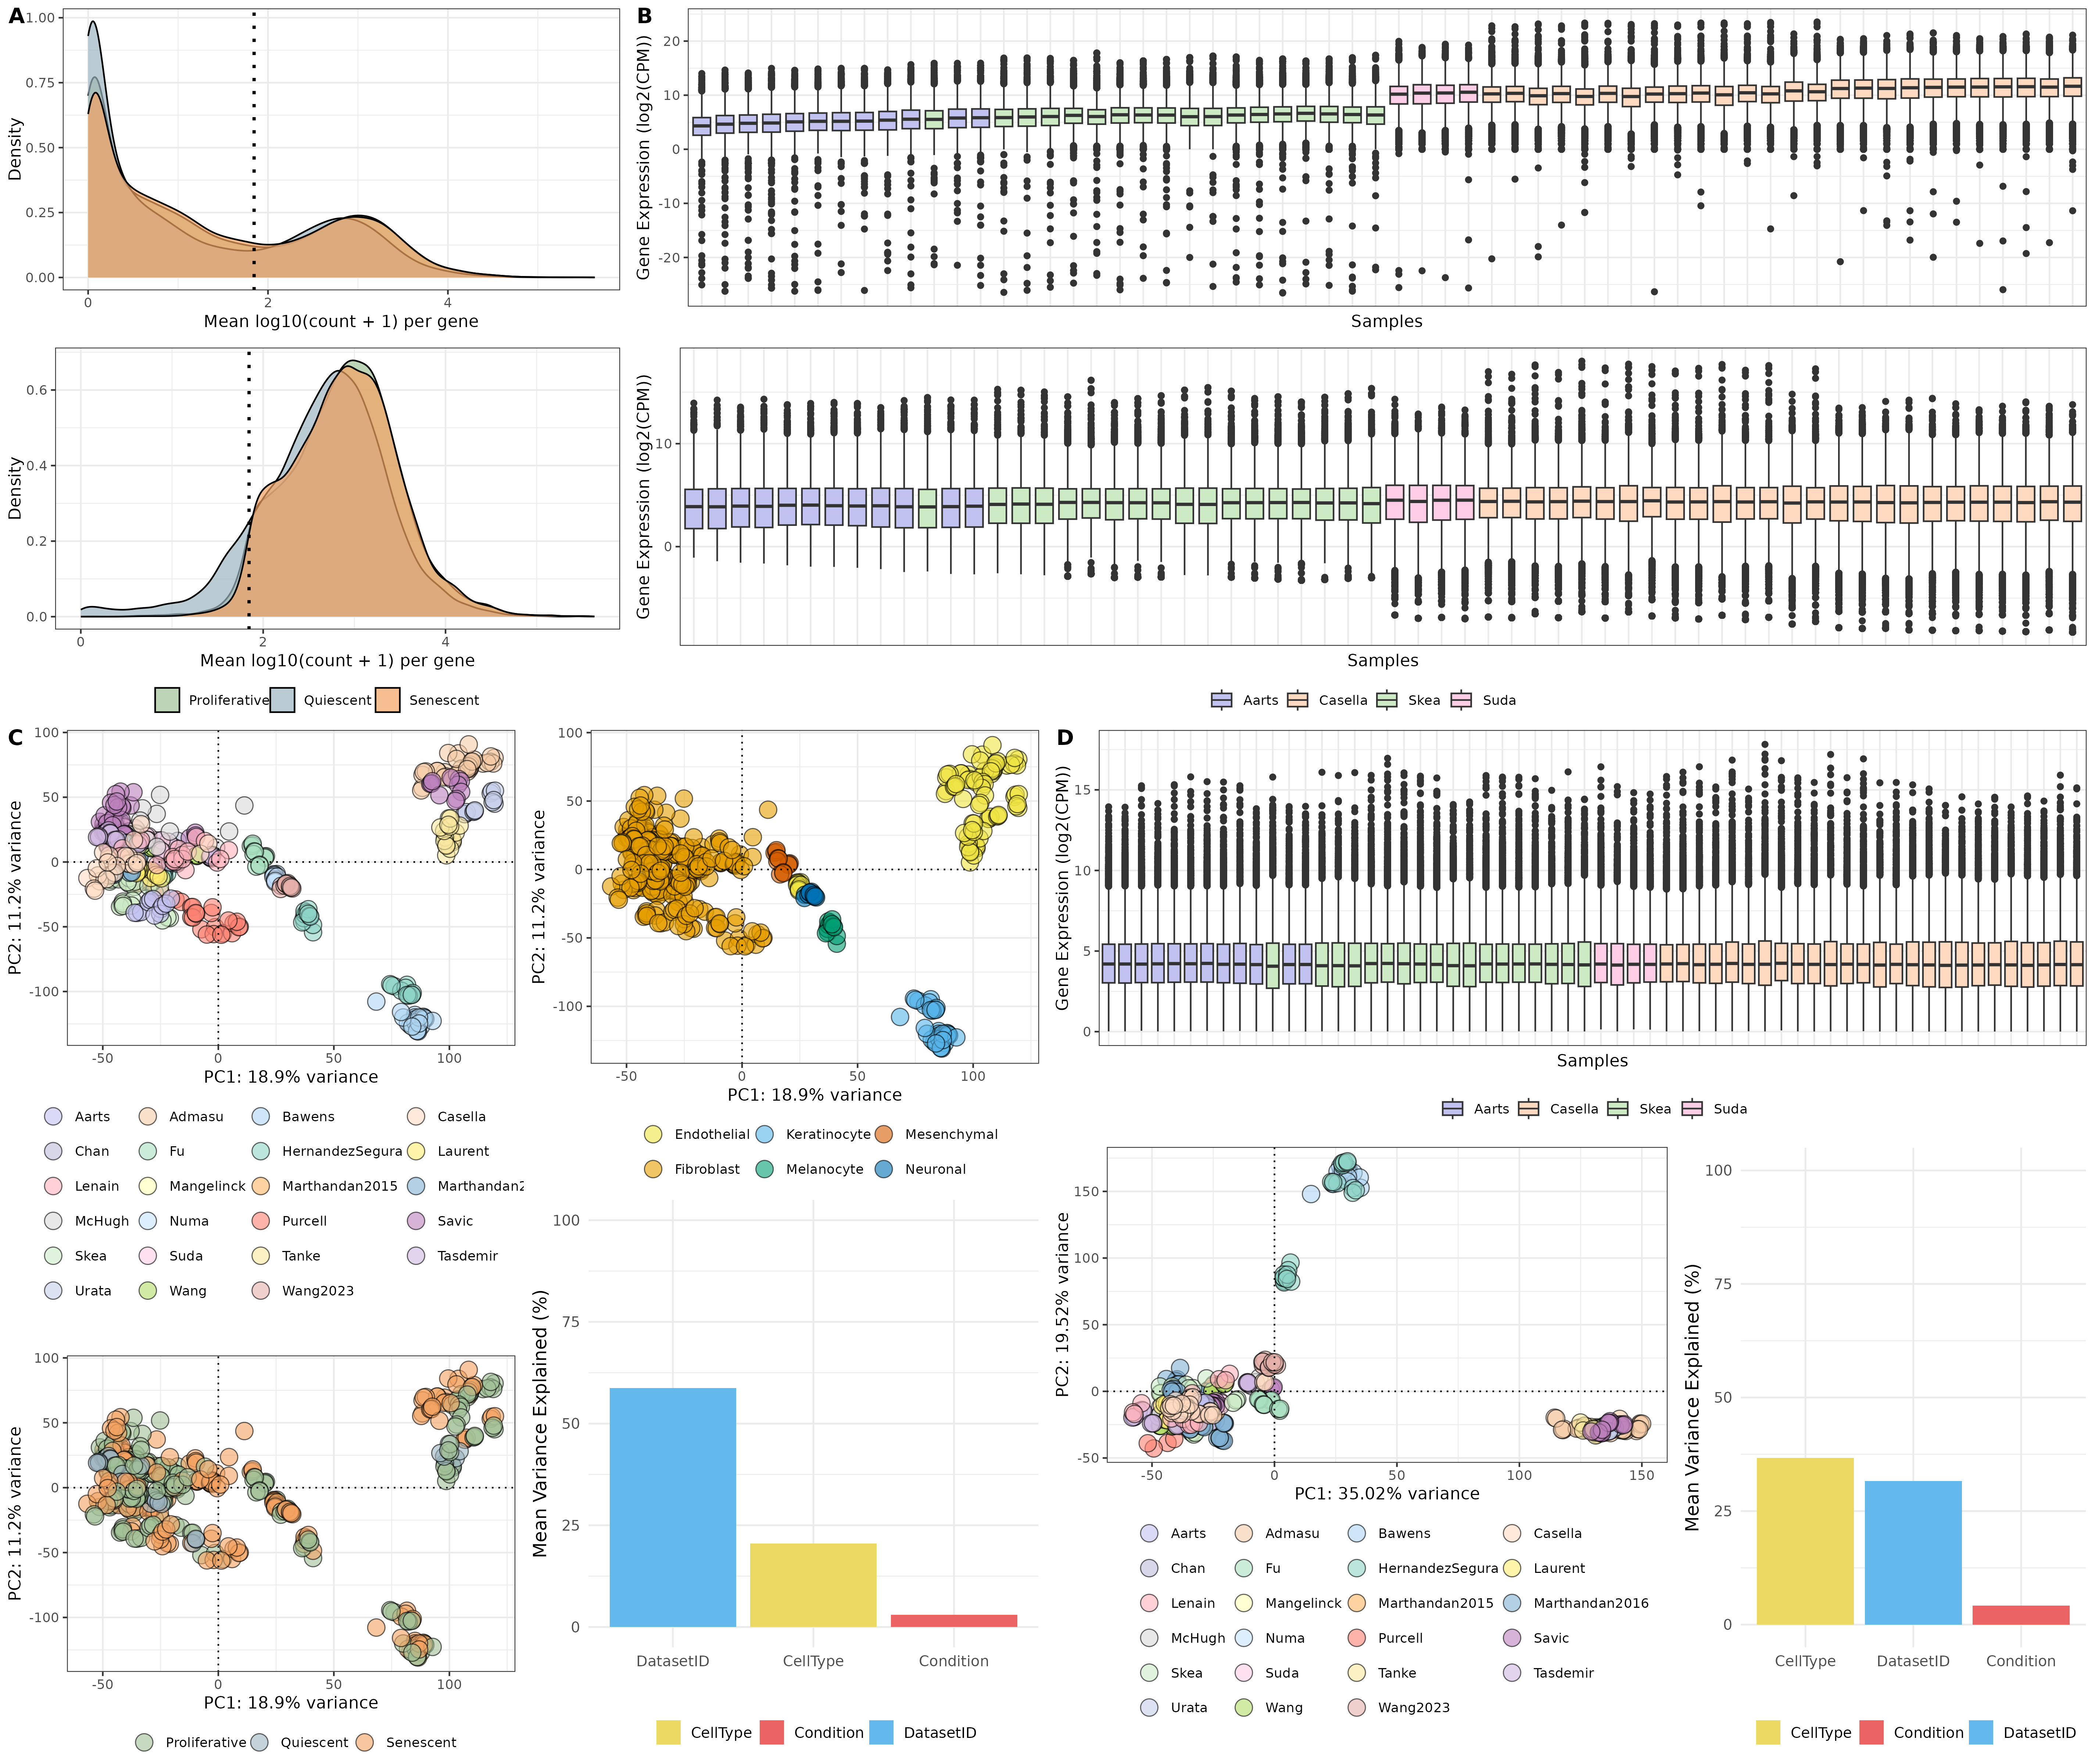 A
B
1.00
0.75
0.50
0.25
0.00
Density
0
2
4
Mean log10(count + 1) per gene
20
10
0
-10
-20
Gene Expression (log2(CPM))
Samples
0.6
0.4
0.2
0.0
Density
0
2
4
Mean log10(count + 1) per gene
Proliferative Quiescent Senescent
10
0
Gene Expression (log2(CPM))
Samples
Aarts Casella Skea Suda
C
100
50
0
-50
-100
PC2: 11.2% variance
-50
0
50
100
PC1: 18.9% variance
Aarts Admasu Bawens Casella
Chan Fu HernandezSegura Laurent
Lenain Mangelinck Marthandan2015 Marthandan2
McHugh Numa Purcell Savic
Skea Suda Tanke Tasdemir
Urata Wang Wang2023
100
50
0
-50
-100
PC2: 11.2% variance
-50
0
50
100
PC1: 18.9% variance
Endothelial Keratinocyte Mesenchymal
Fibroblast Melanocyte Neuronal
100
50
0
-50
-100
PC2: 11.2% variance
-50
0
50
100
PC1: 18.9% variance
Proliferative Quiescent Senescent
100
75
50
25
0
Mean Variance Explained (%)
DatasetID
CellType
Condition
CellType Condition DatasetID
D
15
10
5
0
Gene Expression (log2(CPM))
Samples
Aarts Casella Skea Suda
150
100
50
0
-50
PC2: 19.52% variance
-50
0
50
100
150
PC1: 35.02% variance
Aarts Admasu Bawens Casella
Chan Fu HernandezSegura Laurent
Lenain Mangelinck Marthandan2015 Marthandan2016
McHugh Numa Purcell Savic
Skea Suda Tanke Tasdemir
Urata Wang Wang2023
100
75
50
25
0
Mean Variance Explained (%)
CellType
DatasetID
Condition
CellType Condition DatasetID